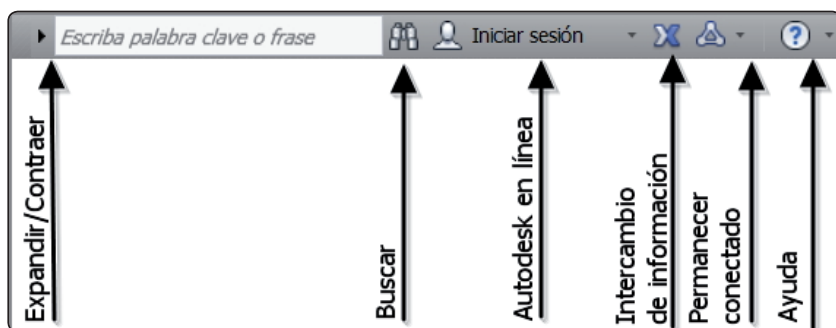 Escriba palabra clave o frase
Iniciar sesión
?
Expandir/Contraer
Buscar
Autodesk en línea
Intercambio
de información
Permanecer
conectado
Ayuda